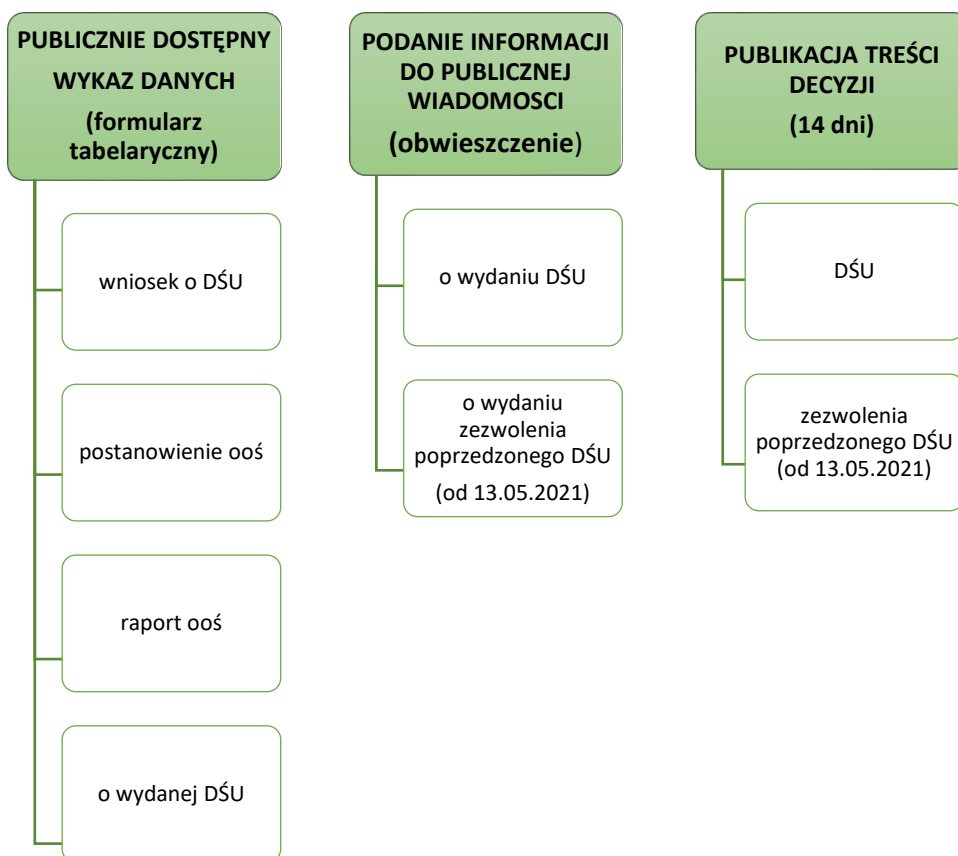 PUBLICZNIE DOSTĘPNY
WYKAZ DANYCH
(formularz
tabelaryczny)
wniosek o DŚU
postanowienie ooś
raport ooś
o wydanej DŚU
PODANIE INFORMACJI
DO PUBLICZNEJ
WIADOMOSCI
(obwieszczenie)
o wydaniu DŚU
o wydaniu
zezwolenia
poprzedzonego DŚU
(od 13.05.2021)
PUBLIKACJA TREŚCI
DECYZJI
(14 dni)
DŚU
zezwolenia
poprzedzonego DŚU
(od 13.05.2021)